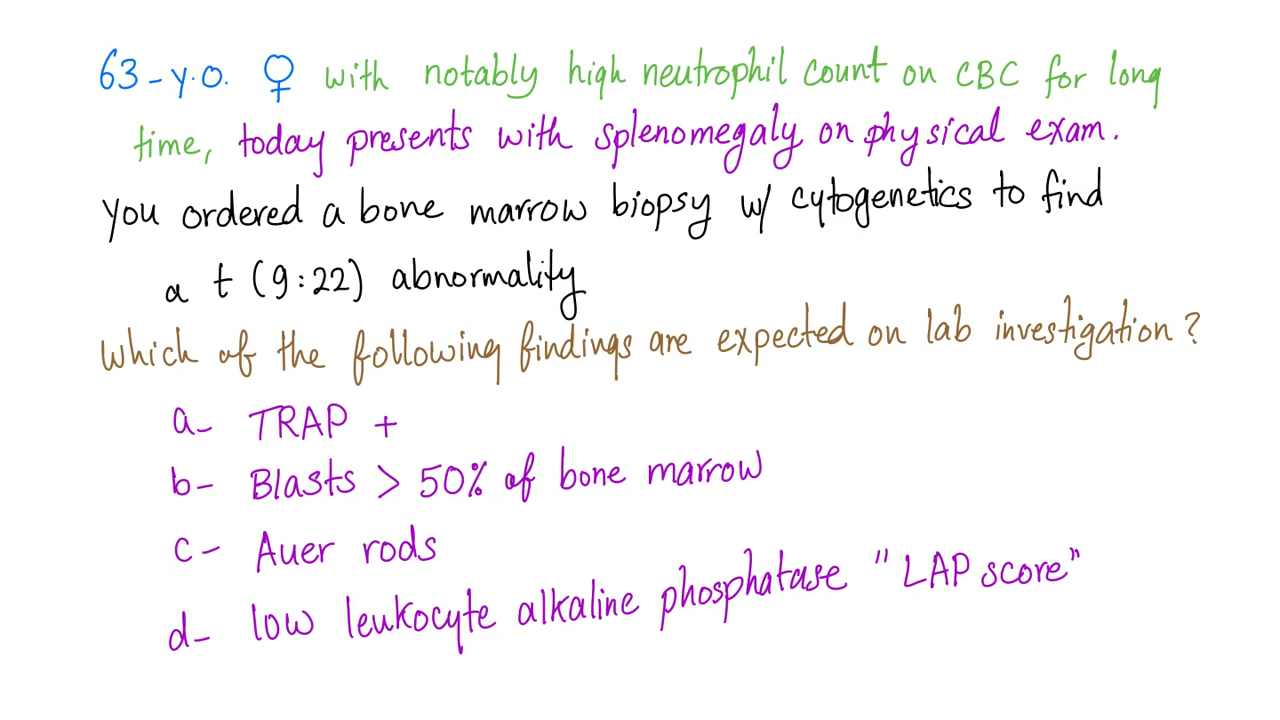 63-y.o. ♀ with notably high neutrophil count on CBC for long
time, today presents with splenomegaly on physical exam.
You ordered a bone marrow biopsy w/ cytogenetics to find
a t (9:22) abnormality
Which of the following findings are expected on lab investigation?
a- TRAP +
b- Blasts > 50% of bone marrow
c- Auer rods
d- low leukocyte alkaline phosphatase "LAP score"